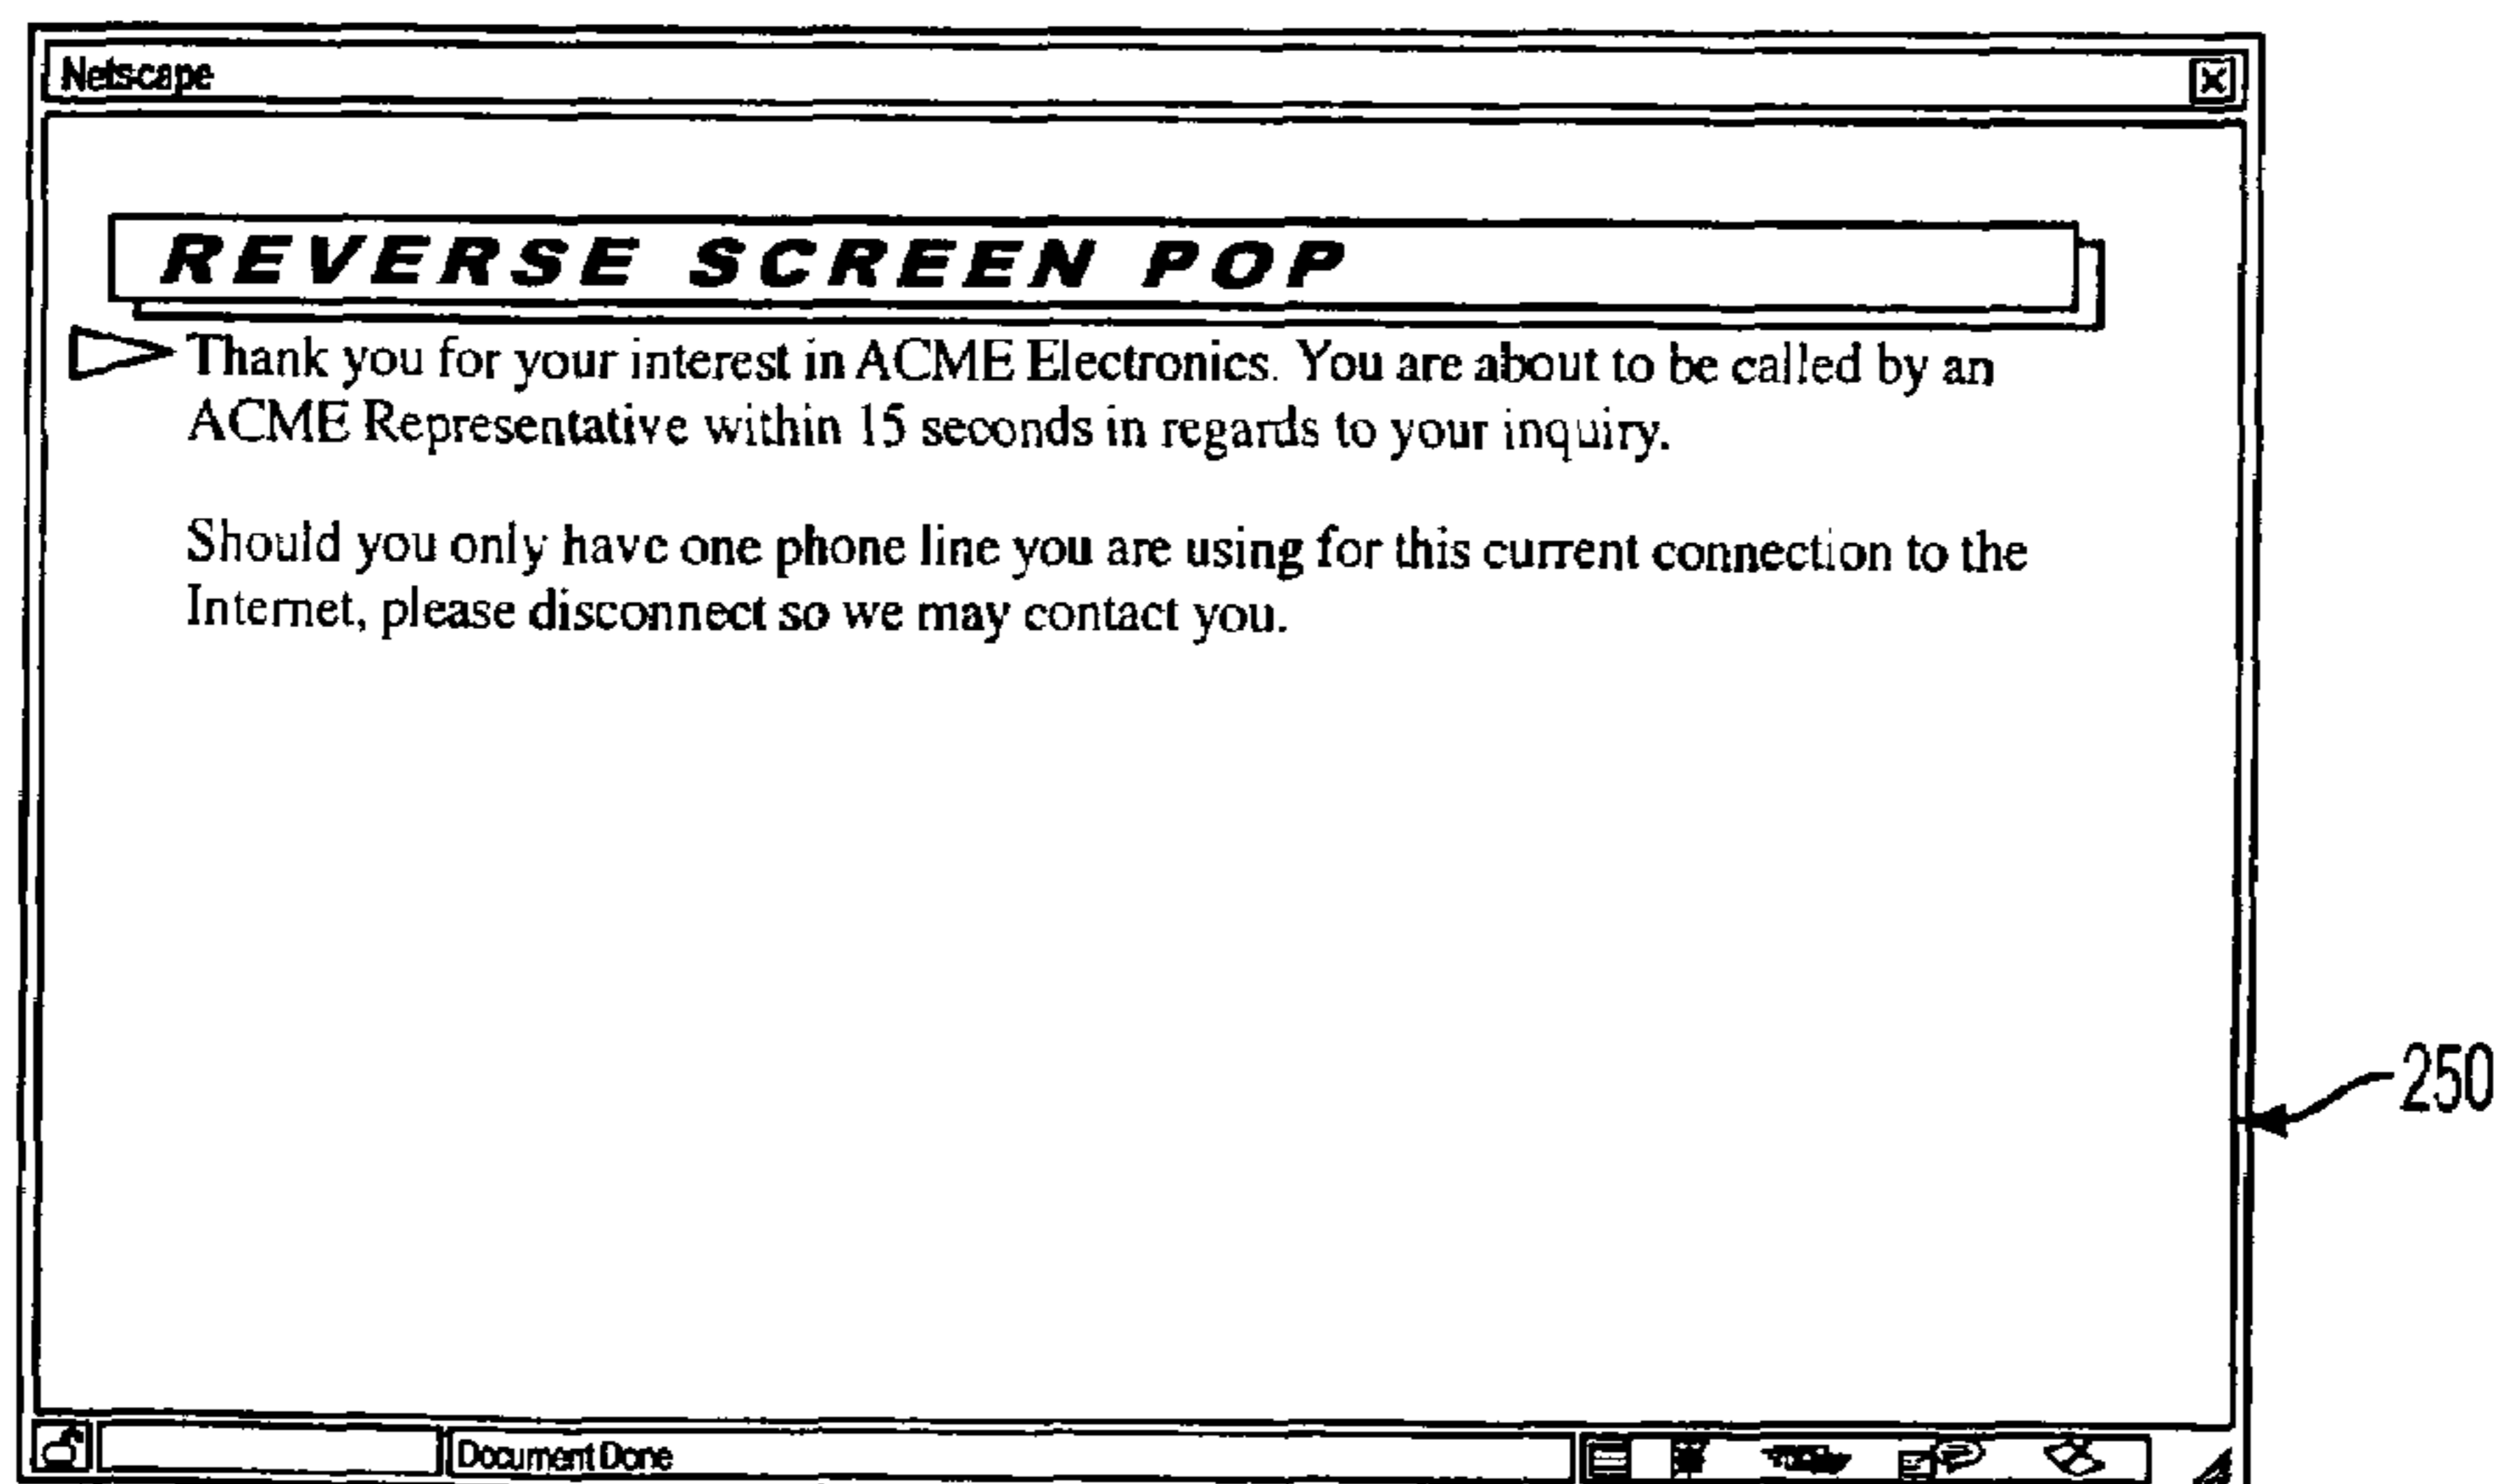 Netscape
REVERSE SCREEN POP
Thank you for your interest in ACME Electronics. You are about to be called by an
ACME Representative within 15 seconds in regards to your inquiry.
Should you only have one phone line you are using for this current connection to the
Internet, please disconnect so we may contact you.
250
Document Done